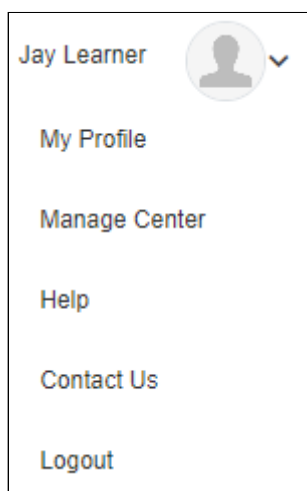 Jay Learner
My Profile
Manage Center
Help
Contact Us
Logout